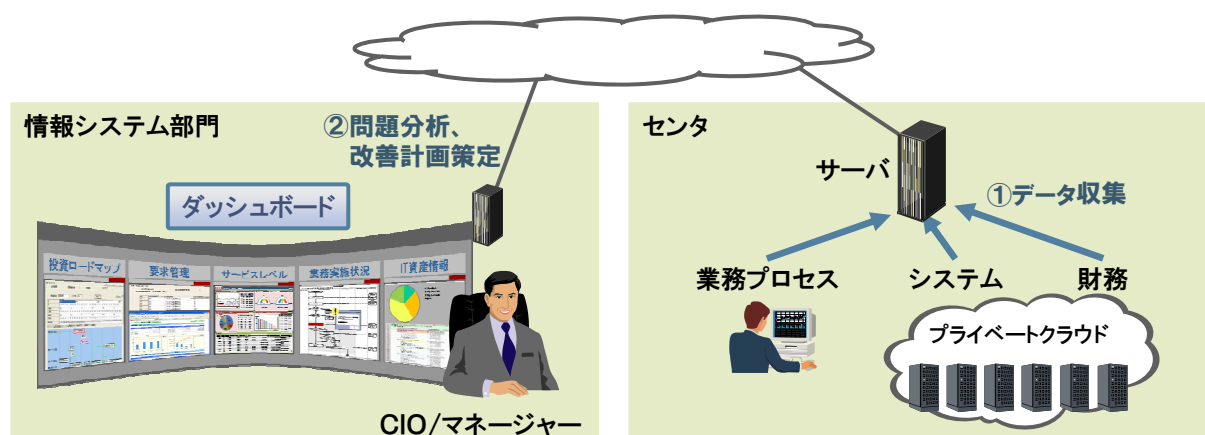 情報システム部門
②問題分析、
改善計画策定
ダッシュボード
投資ロードマップ
要求管理
サービスレベル
業務実施状況
IT資産情報
CIO/マネージャー
センタ
サーバ
①データ収集
業務プロセス
システム
財務
プライベートクラウド